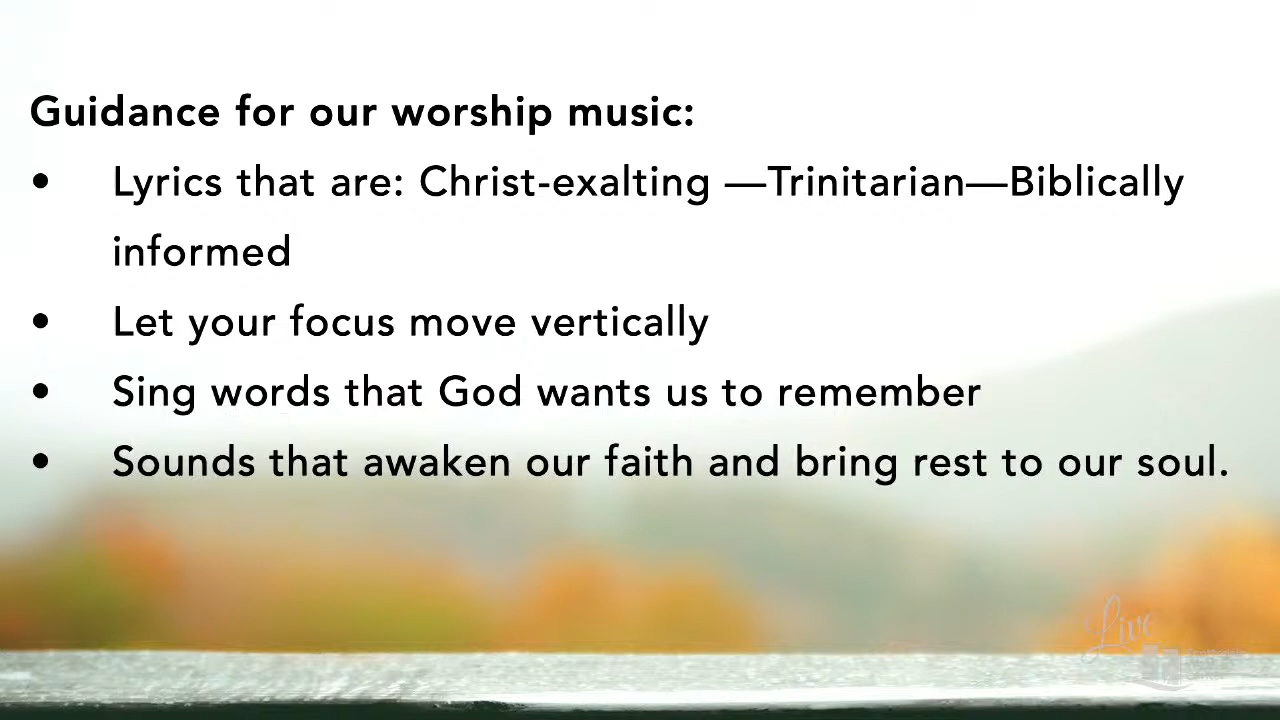 Guidance for our worship music:
• Lyrics that are: Christ-exalting —Trinitarian—Biblically
informed
• Let your focus move vertically
• Sing words that God wants us to remember
• Sounds that awaken our faith and bring rest to our soul.
Live